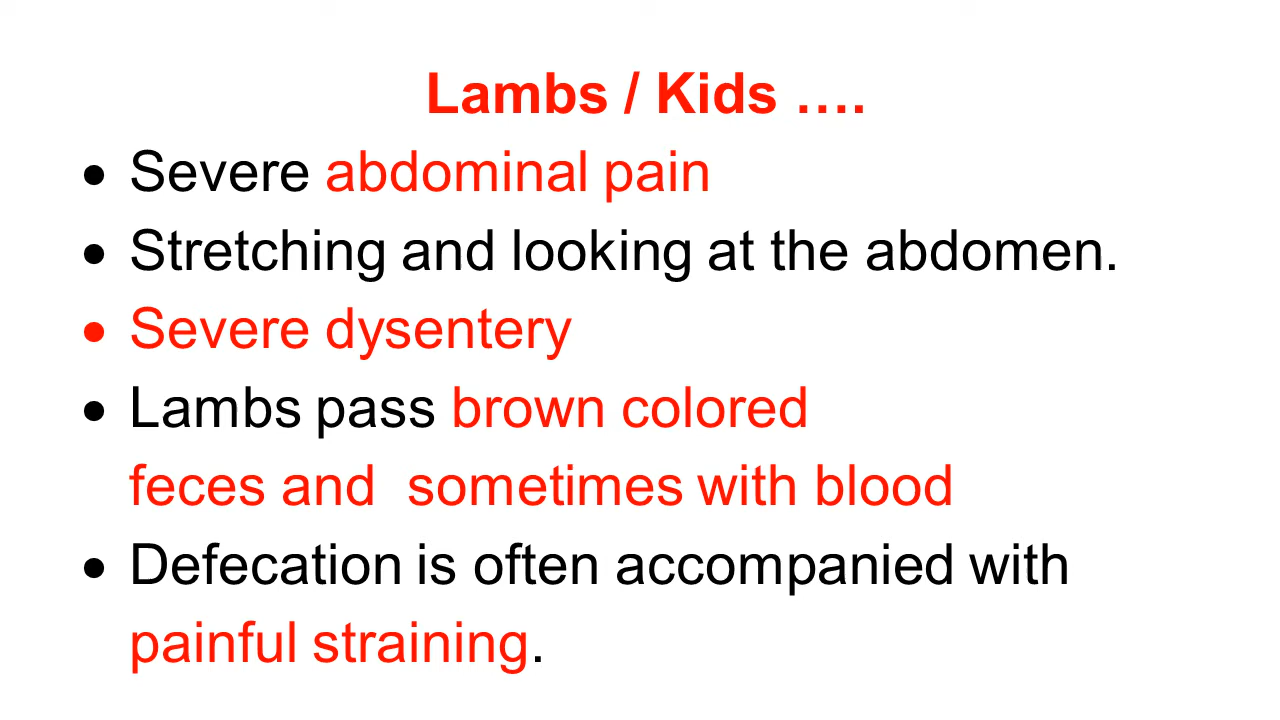 Lambs / Kids ….
• Severe abdominal pain
• Stretching and looking at the abdomen.
• Severe dysentery
• Lambs pass brown colored
feces and  sometimes with blood
• Defecation is often accompanied with
painful straining.